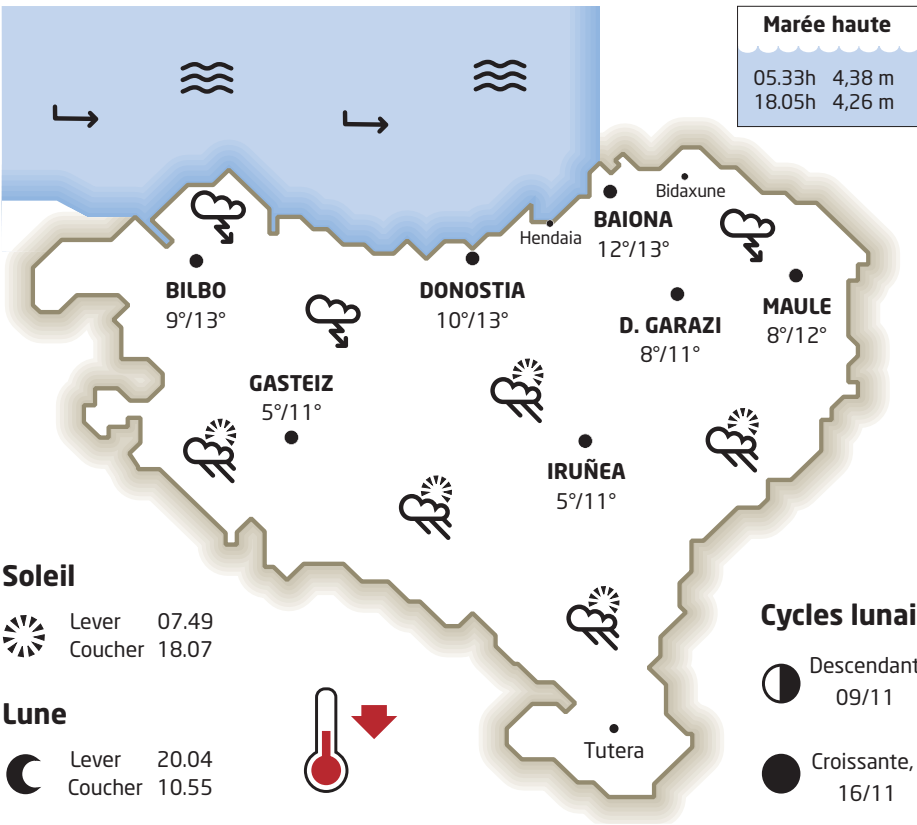 Marée haute
05.33h 4,38 m
18.05h 4,26 m
Bidaxune
BAIONA
12°/13°
Hendaia
BILBO
9°/13°
DONOSTIA
10°/13°
D. GARAZI
8°/11°
MAULE
8°/12°
GASTEIZ
5°/11°
IRUÑEA
5°/11°
Tutera
Soleil
Lever 07.49
Coucher 18.07
Lune
Lever 20.04
Coucher 10.55
Cycles lunai
Descendant
09/11
Croissante,
16/11